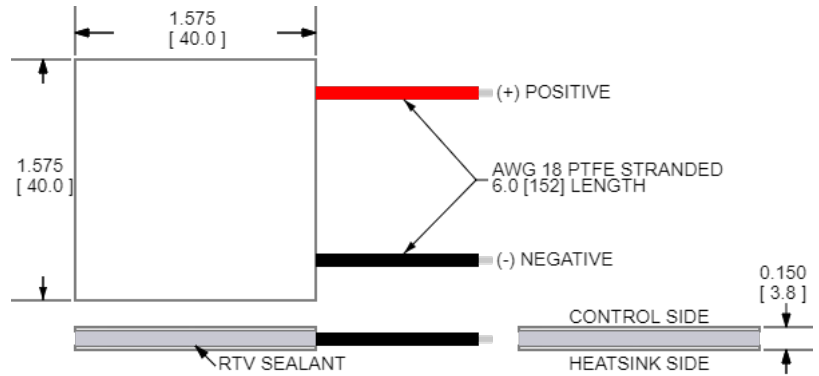 1.575
[ 40.0 ]
(+) POSITIVE
1.575
[ 40.0 ]
AWG 18 PTFE STRANDED
6.0 [152] LENGTH
(-) NEGATIVE
0.150
[ 3.8 ]
CONTROL SIDE
RTV SEALANT
HEATSINK SIDE